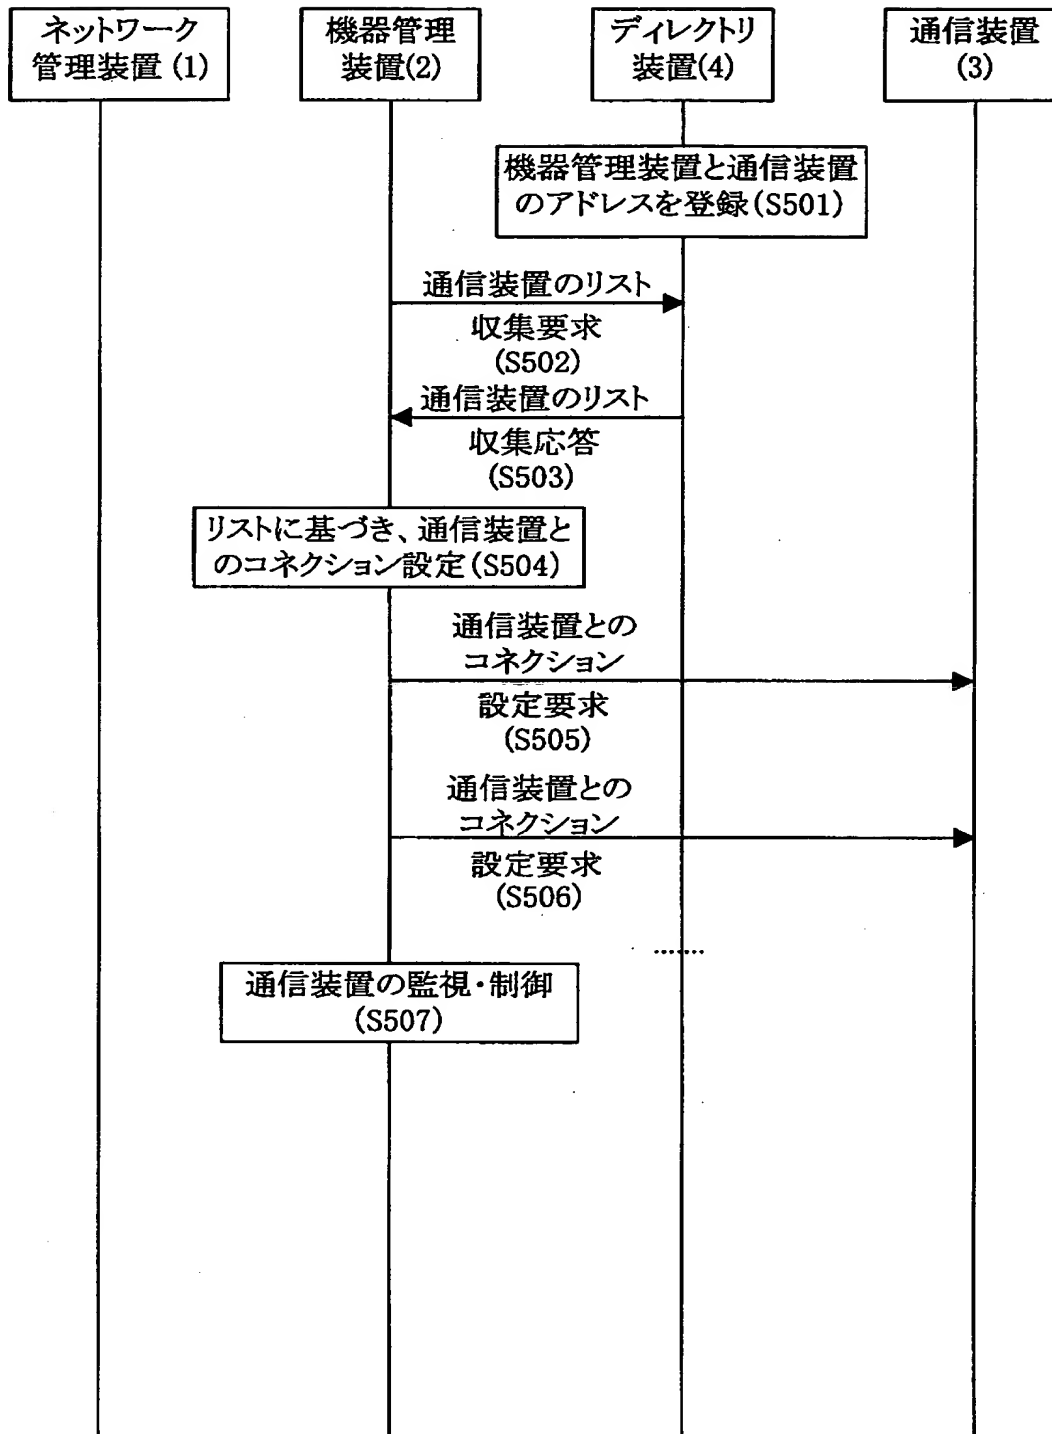 ネットワーク
管理装置 (1)
機器管理
装置(2)
ディレクトリ
装置(4)
通信装置
(3)
機器管理装置と通信装置
のアドレスを登録(S501)
通信装置のリスト
収集要求
(S502)
通信装置のリスト
収集応答
(S503)
リストに基づき、通信装置と
のコネクション設定(S504)
通信装置との
コネクション
設定要求
(S505)
通信装置との
コネクション
設定要求
(S506)
........
通信装置の監視・制御
(S507)